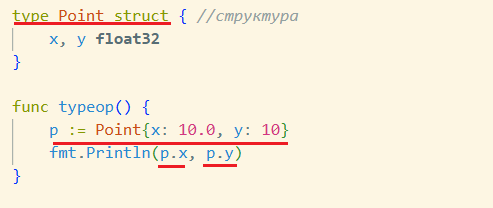 type Point struct { //структура
    x, y float32
}
func typeop() {
    p := Point{x: 10.0, y: 10}
    fmt.Println(p.x, p.y)
}